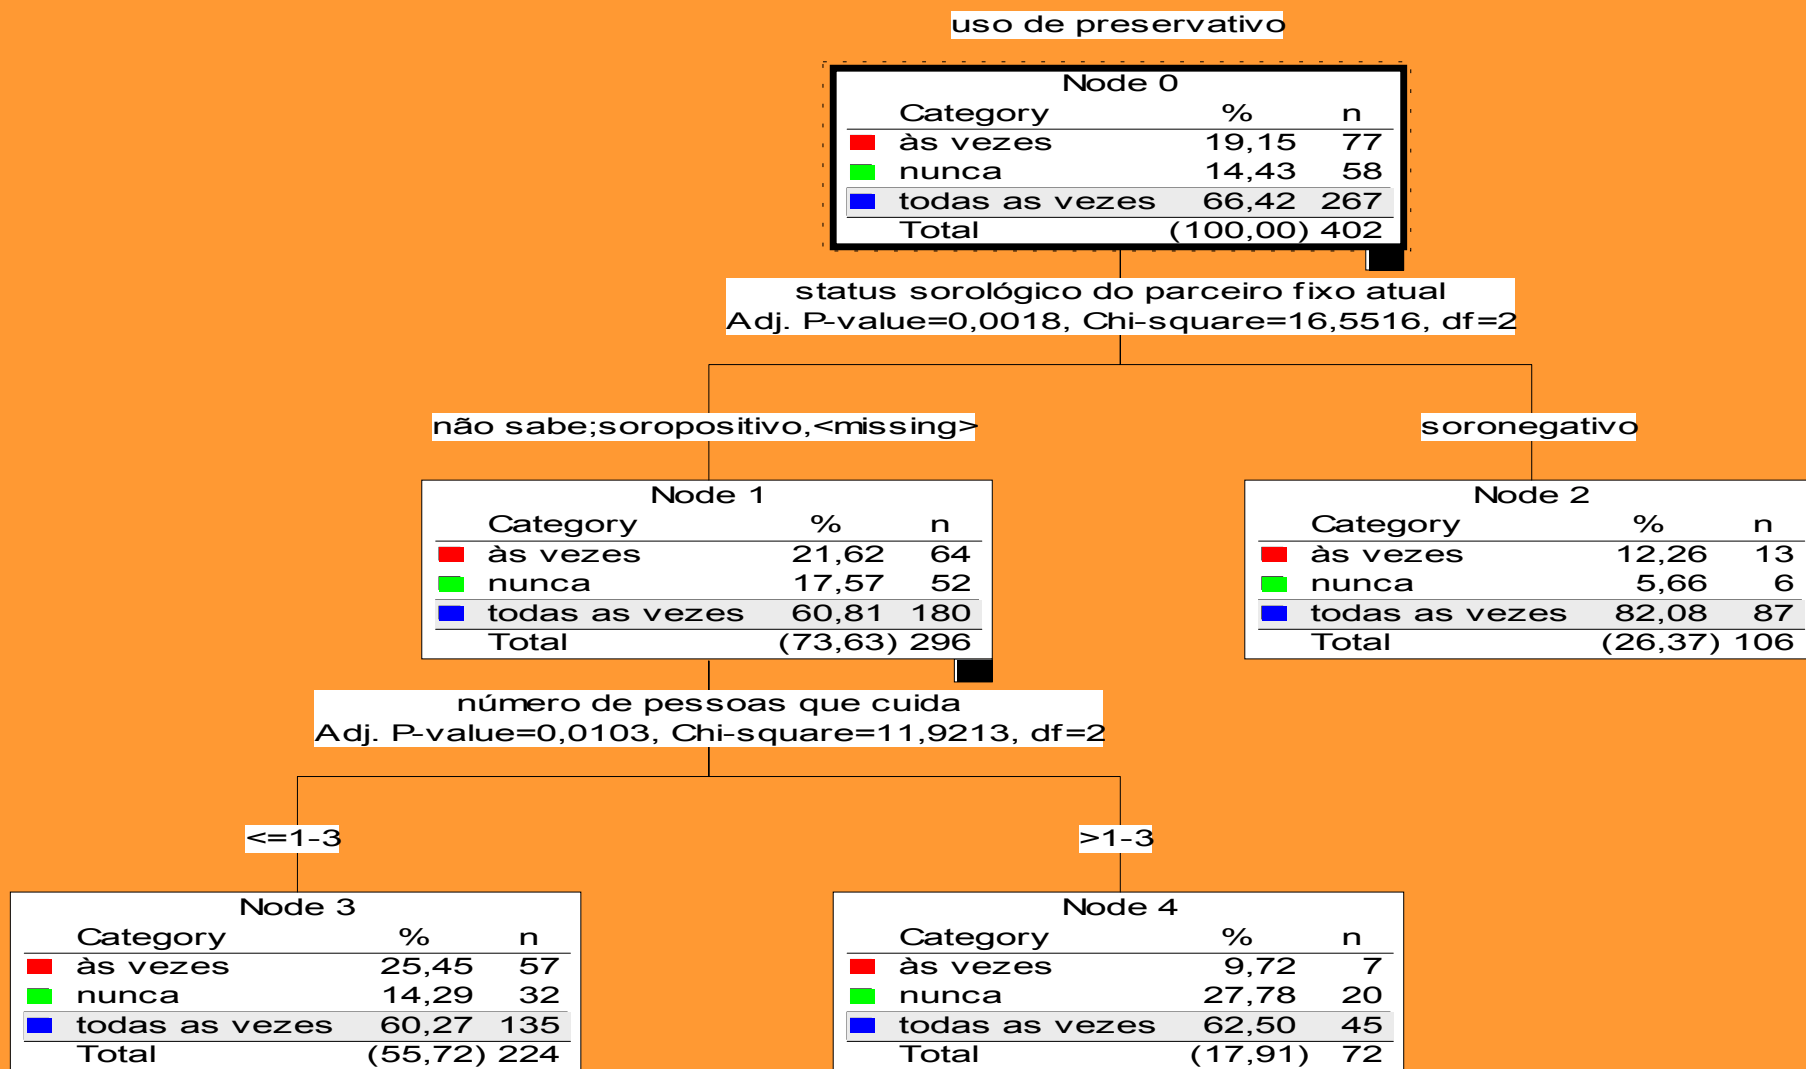 uso de preservativo
Node 0
Category % n
às vezes 19,15 77
nunca 14,43 58
todas as vezes 66,42 267
Total (100,00) 402
status sorológico do parceiro fixo atual
Adj. P-value=0,0018, Chi-square=16,5516, df=2
não sabe;soropositivo,<missing>
soronegativo
Node 1
Category % n
às vezes 21,62 64
nunca 17,57 52
todas as vezes 60,81 180
Total (73,63) 296
Node 2
Category % n
às vezes 12,26 13
nunca 5,66 6
todas as vezes 82,08 87
Total (26,37) 106
número de pessoas que cuida
Adj. P-value=0,0103, Chi-square=11,9213, df=2
<=1-3
>1-3
Node 3
Category % n
às vezes 25,45 57
nunca 14,29 32
todas as vezes 60,27 135
Total (55,72) 224
Node 4
Category % n
às vezes 9,72 7
nunca 27,78 20
todas as vezes 62,50 45
Total (17,91) 72